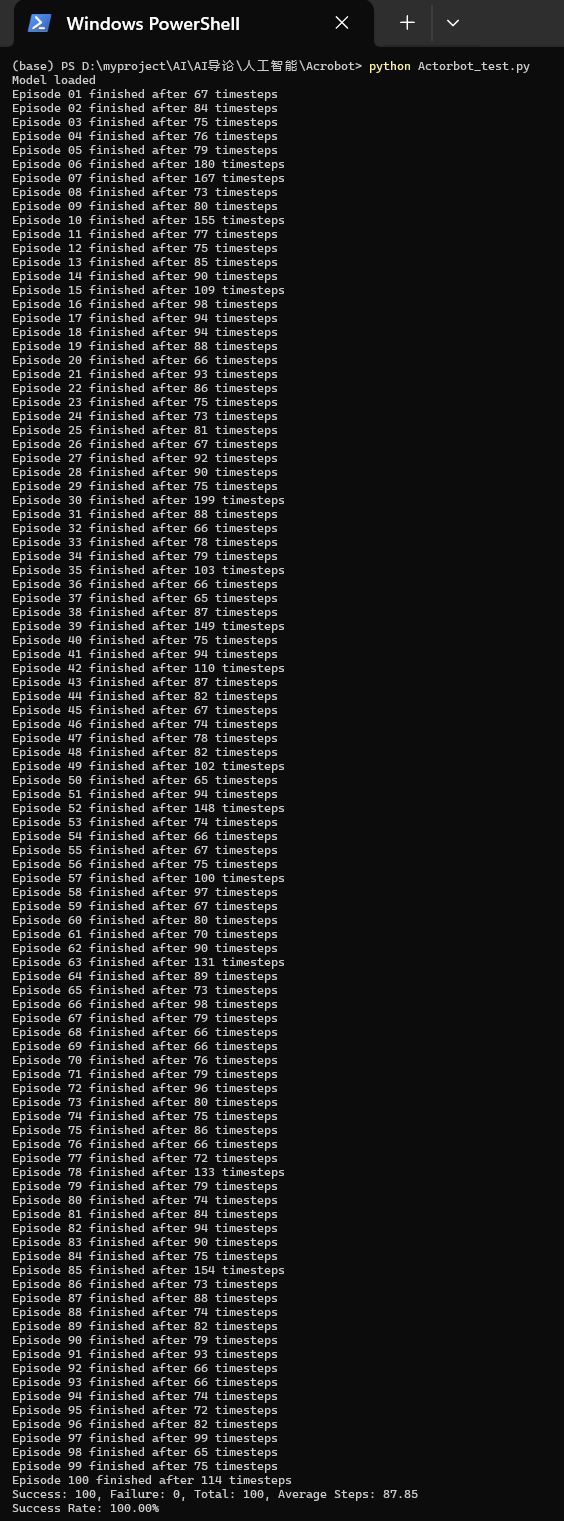 Windows PowerShell
(base) PS D:\myproject\AI\AI导论\人工智能\Acrobot> python Actorbot_test.py
Model loaded
Episode 01 finished after 67 timesteps
Episode 02 finished after 84 timesteps
Episode 03 finished after 75 timesteps
Episode 04 finished after 76 timesteps
Episode 05 finished after 79 timesteps
Episode 06 finished after 180 timesteps
Episode 07 finished after 167 timesteps
Episode 08 finished after 73 timesteps
Episode 09 finished after 80 timesteps
Episode 10 finished after 155 timesteps
Episode 11 finished after 77 timesteps
Episode 12 finished after 75 timesteps
Episode 13 finished after 85 timesteps
Episode 14 finished after 90 timesteps
Episode 15 finished after 109 timesteps
Episode 16 finished after 98 timesteps
Episode 17 finished after 94 timesteps
Episode 18 finished after 94 timesteps
Episode 19 finished after 88 timesteps
Episode 20 finished after 66 timesteps
Episode 21 finished after 93 timesteps
Episode 22 finished after 86 timesteps
Episode 23 finished after 75 timesteps
Episode 24 finished after 73 timesteps
Episode 25 finished after 81 timesteps
Episode 26 finished after 67 timesteps
Episode 27 finished after 92 timesteps
Episode 28 finished after 90 timesteps
Episode 29 finished after 75 timesteps
Episode 30 finished after 199 timesteps
Episode 31 finished after 88 timesteps
Episode 32 finished after 66 timesteps
Episode 33 finished after 78 timesteps
Episode 34 finished after 79 timesteps
Episode 35 finished after 103 timesteps
Episode 36 finished after 66 timesteps
Episode 37 finished after 65 timesteps
Episode 38 finished after 87 timesteps
Episode 39 finished after 149 timesteps
Episode 40 finished after 75 timesteps
Episode 41 finished after 94 timesteps
Episode 42 finished after 110 timesteps
Episode 43 finished after 87 timesteps
Episode 44 finished after 82 timesteps
Episode 45 finished after 67 timesteps
Episode 46 finished after 74 timesteps
Episode 47 finished after 78 timesteps
Episode 48 finished after 82 timesteps
Episode 49 finished after 102 timesteps
Episode 50 finished after 65 timesteps
Episode 51 finished after 94 timesteps
Episode 52 finished after 148 timesteps
Episode 53 finished after 74 timesteps
Episode 54 finished after 66 timesteps
Episode 55 finished after 67 timesteps
Episode 56 finished after 75 timesteps
Episode 57 finished after 100 timesteps
Episode 58 finished after 97 timesteps
Episode 59 finished after 67 timesteps
Episode 60 finished after 80 timesteps
Episode 61 finished after 70 timesteps
Episode 62 finished after 90 timesteps
Episode 63 finished after 131 timesteps
Episode 64 finished after 89 timesteps
Episode 65 finished after 73 timesteps
Episode 66 finished after 98 timesteps
Episode 67 finished after 79 timesteps
Episode 68 finished after 66 timesteps
Episode 69 finished after 66 timesteps
Episode 70 finished after 76 timesteps
Episode 71 finished after 79 timesteps
Episode 72 finished after 96 timesteps
Episode 73 finished after 80 timesteps
Episode 74 finished after 75 timesteps
Episode 75 finished after 86 timesteps
Episode 76 finished after 66 timesteps
Episode 77 finished after 72 timesteps
Episode 78 finished after 133 timesteps
Episode 79 finished after 79 timesteps
Episode 80 finished after 74 timesteps
Episode 81 finished after 84 timesteps
Episode 82 finished after 94 timesteps
Episode 83 finished after 90 timesteps
Episode 84 finished after 75 timesteps
Episode 85 finished after 154 timesteps
Episode 86 finished after 73 timesteps
Episode 87 finished after 88 timesteps
Episode 88 finished after 74 timesteps
Episode 89 finished after 82 timesteps
Episode 90 finished after 79 timesteps
Episode 91 finished after 93 timesteps
Episode 92 finished after 66 timesteps
Episode 93 finished after 66 timesteps
Episode 94 finished after 74 timesteps
Episode 95 finished after 72 timesteps
Episode 96 finished after 82 timesteps
Episode 97 finished after 99 timesteps
Episode 98 finished after 65 timesteps
Episode 99 finished after 75 timesteps
Episode 100 finished after 114 timesteps
Success: 100, Failure: 0, Total: 100, Average Steps: 87.85
Success Rate: 100.00%